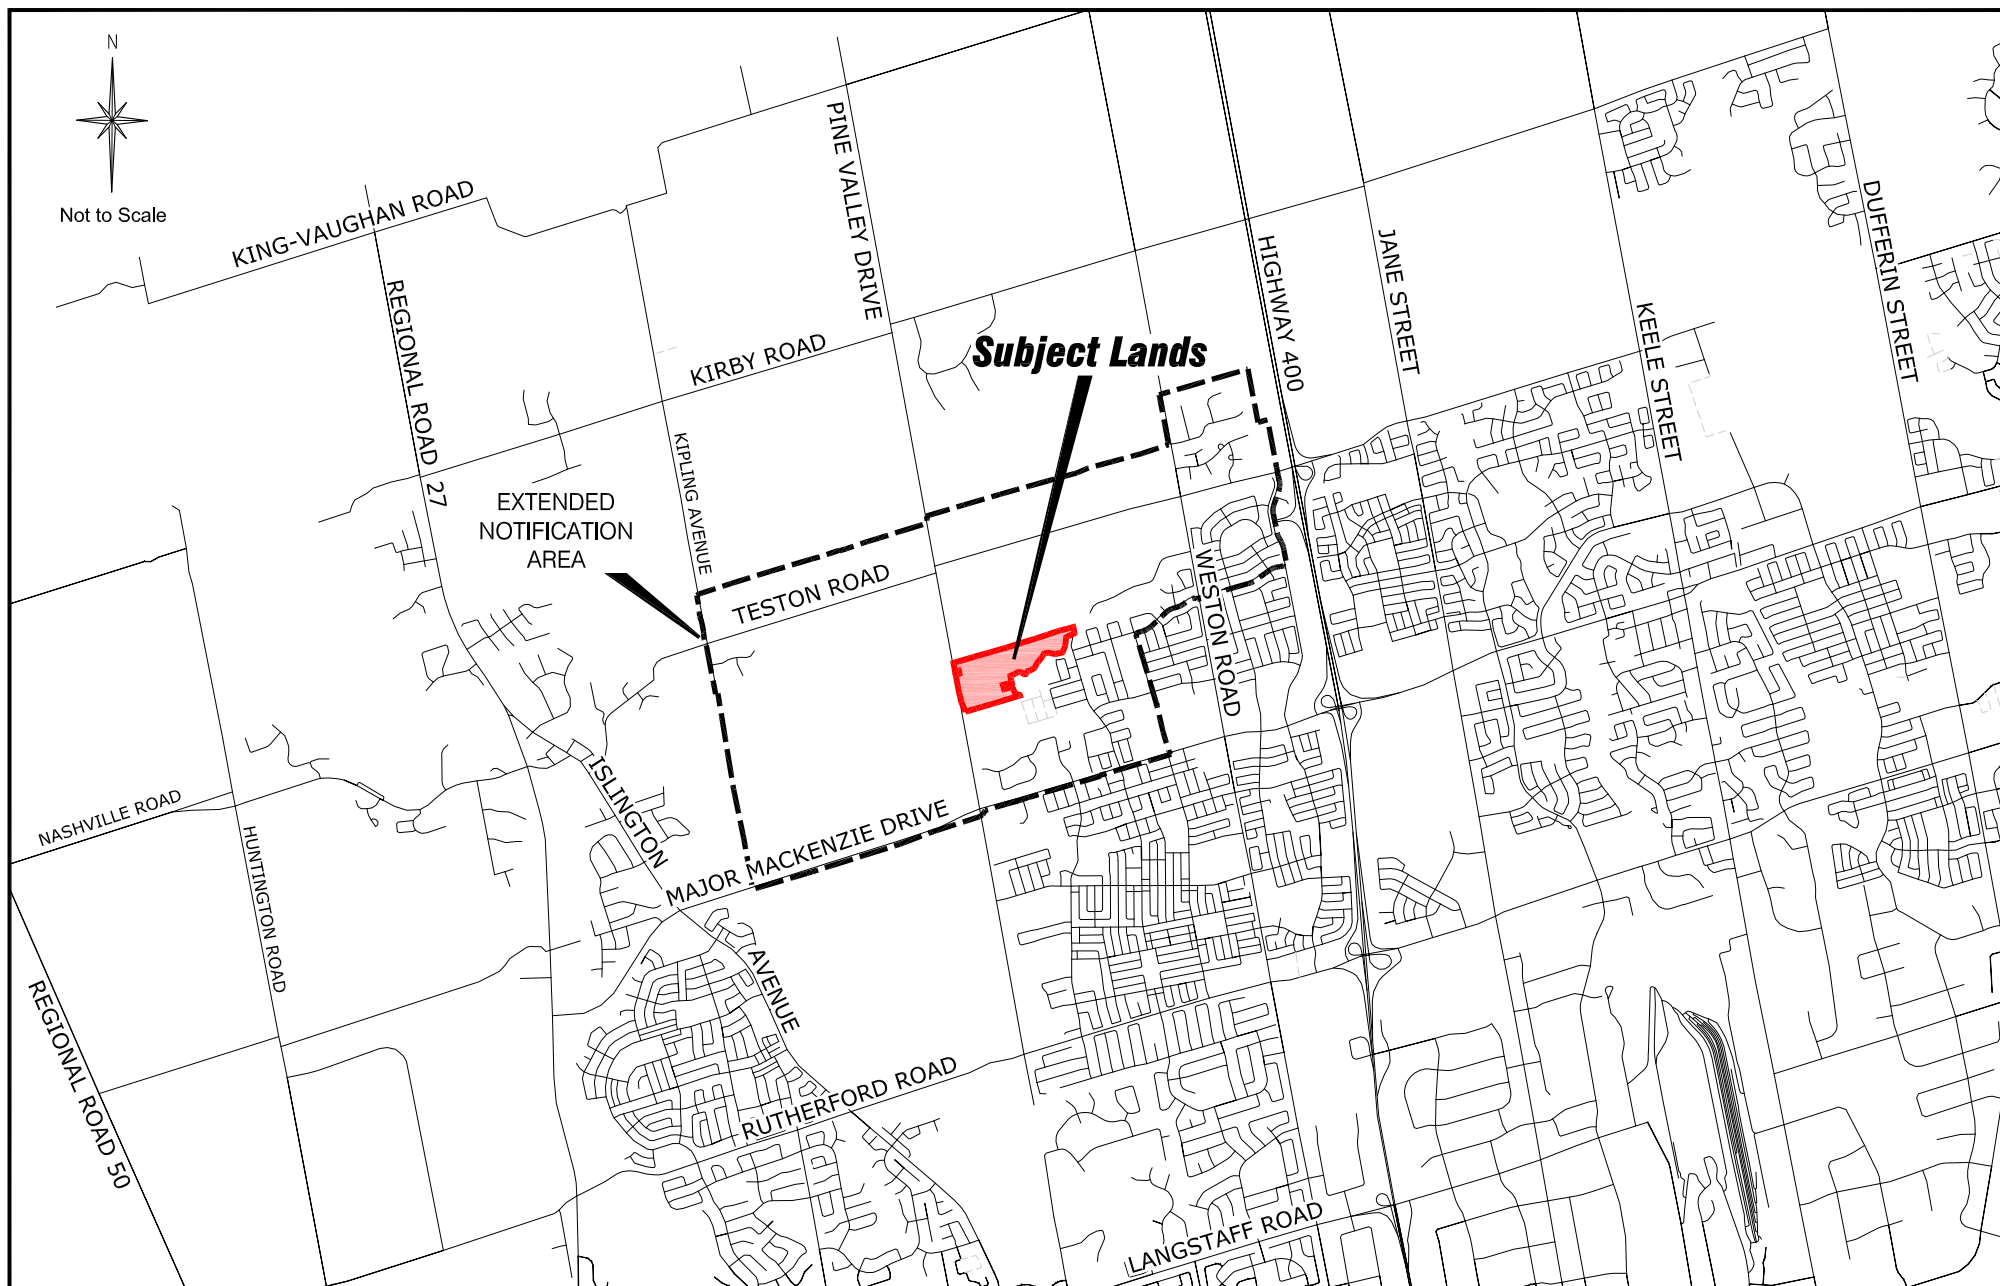 N
Not to Scale
KING-VAUGHAN ROAD
PINE VALLEY DRIVE
REGIONAL ROAD 27
HIGHWAY 400
JANE STREET
DUFFERIN STREET
KEELE STREET
KIRBY ROAD
Subject Lands
KIPLING AVENUE
EXTENDED
NOTIFICATION
AREA
TESTON ROAD
WESTON ROAD
ISLINGTON
AVENUE
NASHVILLE ROAD
HUNTINGTON ROAD
MAJOR MACKENZIE DRIVE
REGIONAL ROAD 50
RUTHERFORD ROAD
LANGSTAFF ROAD